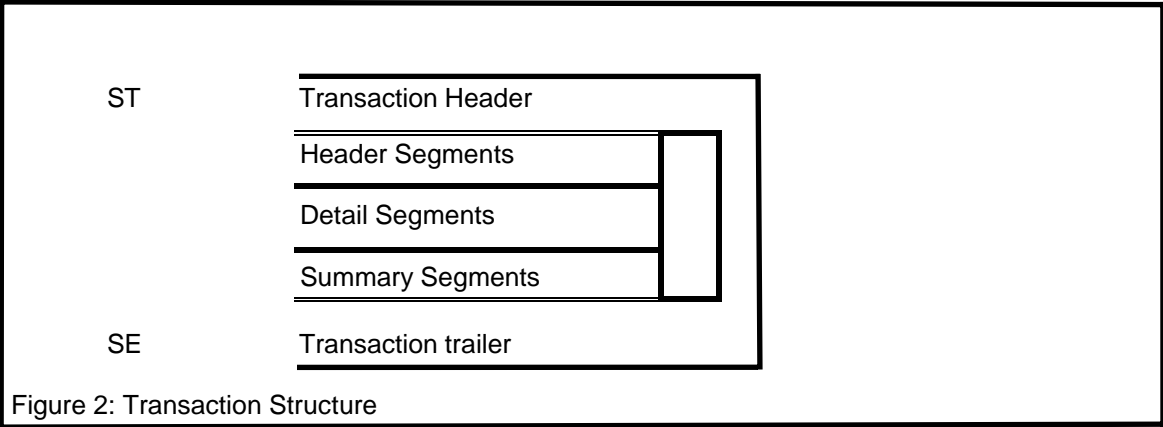 ST Transaction Header
Header Segments
Detail Segments
Summary Segments
SE Transaction trailer
Figure 2: Transaction Structure